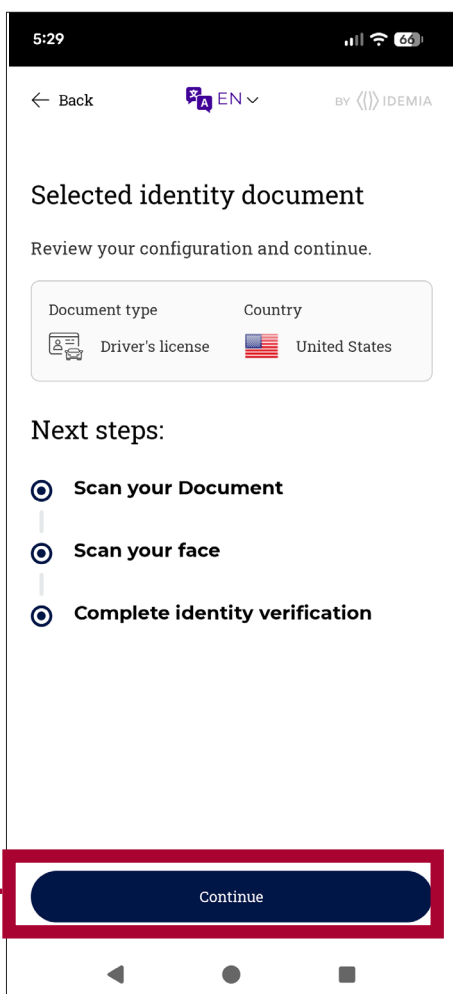 5:29
66
Back
EN
BY IDEMIA
Selected identity document
Review your configuration and continue.
Document type Country
Driver's license United States
Next steps:
Scan your Document
Scan your face
Complete identity verification
Continue